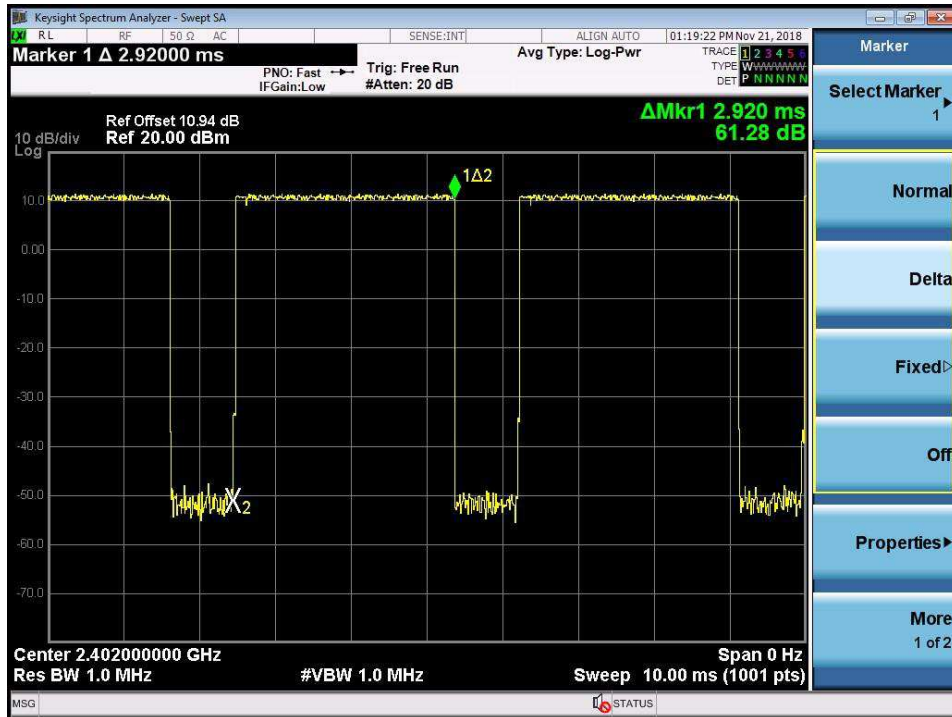 Keysight Spectrum Analyzer - Swept SA
LXI RL RF 50 Ω AC SENSE:INT ALIGN AUTO 01:19:22 PM Nov 21, 2018
Marker 1 Δ 2.92000 ms
PNO: Fast
IFGain:Low
Trig: Free Run
#Atten: 20 dB
Avg Type: Log-Pwr
TRACE 1 2 3 4 5 6
TYPE WWWWWWW
DET P N N N N N
ΔMkr1 2.920 ms
61.28 dB
Ref Offset 10.94 dB
10 dB/div Ref 20.00 dBm
Log
1Δ2
10.0
0.00
-10.0
-20.0
-30.0
-40.0
-50.0
X2
-60.0
-70.0
Center 2.402000000 GHz Span 0 Hz
Res BW 1.0 MHz #VBW 1.0 MHz Sweep 10.00 ms (1001 pts)
MSG STATUS
Marker
Select Marker
1
Normal
Delta
Fixed
Off
Properties
More
1 of 2